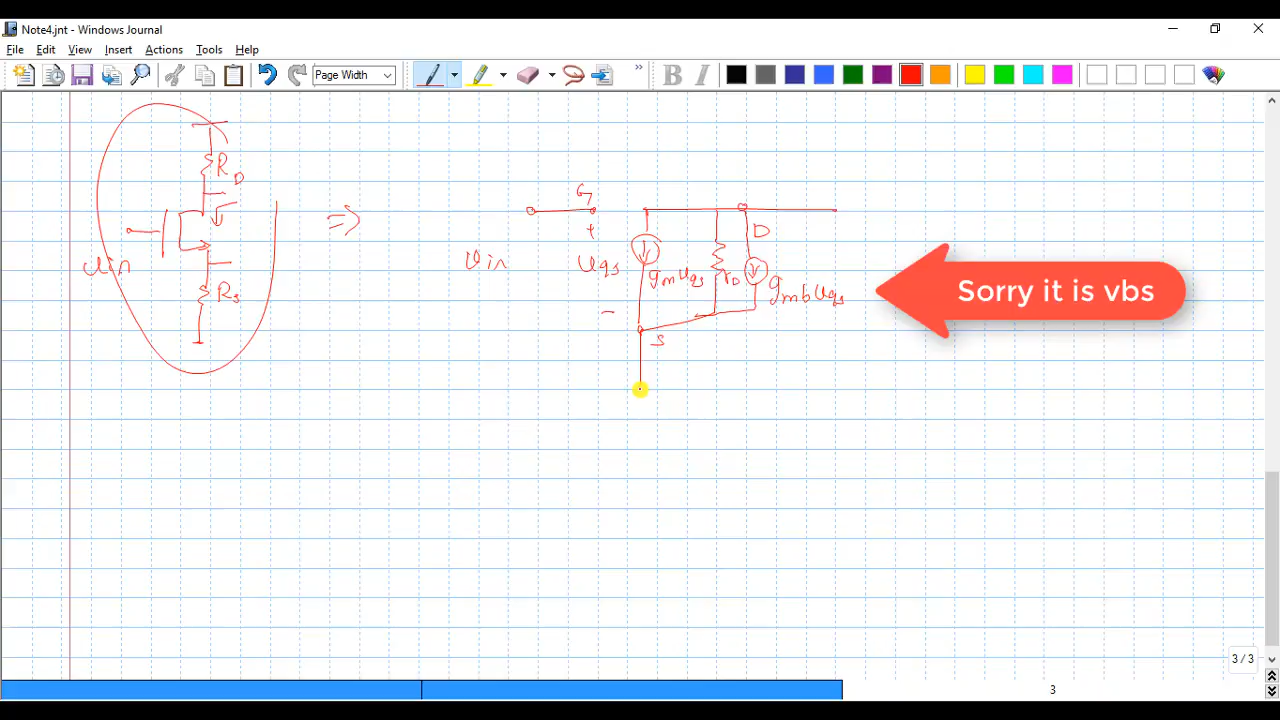 Note4.jnt - Windows Journal
File Edit View Insert Actions Tools Help
Page Width
B I
RD
vin
RS
=>
G
+
vin
vgs
-
gmvgs
rD
D
gmbvgs
S
Sorry it is vbs
3 / 3
3